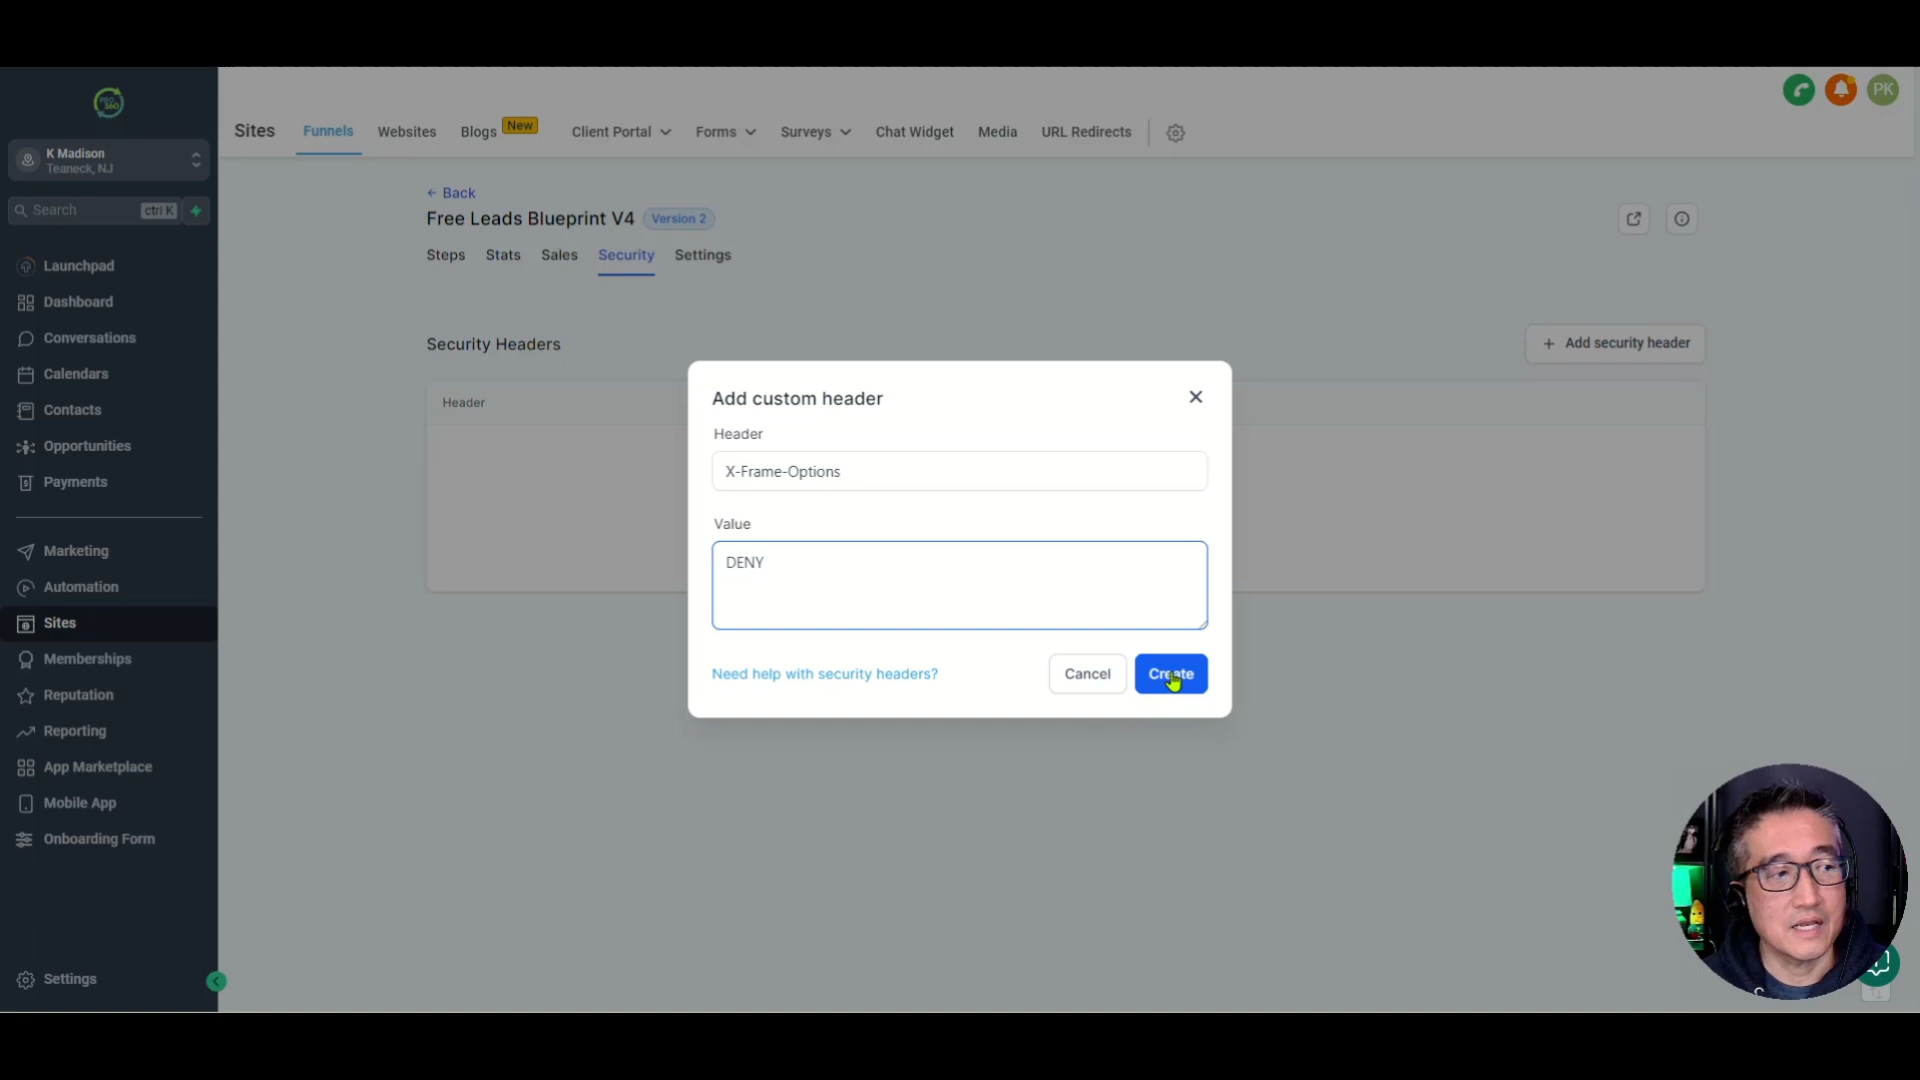 PRO
360
K Madison
Teaneck, NJ
Search ctrl K
Launchpad
Dashboard
Conversations
Calendars
Contacts
Opportunities
Payments
Marketing
Automation
Sites
Memberships
Reputation
Reporting
App Marketplace
Mobile App
Onboarding Form
Settings
Sites Funnels Websites Blogs New Client Portal Forms Surveys Chat Widget Media URL Redirects
PK
← Back
Free Leads Blueprint V4 Version 2
Steps Stats Sales Security Settings
Security Headers
+ Add security header
Header
Add custom header
Header
X-Frame-Options
Value
DENY
Need help with security headers?
Cancel
Create